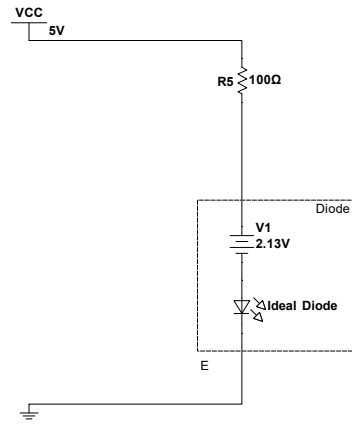 VCC
5V
R5
100Ω
Diode
V1
2.13V
Ideal Diode
E